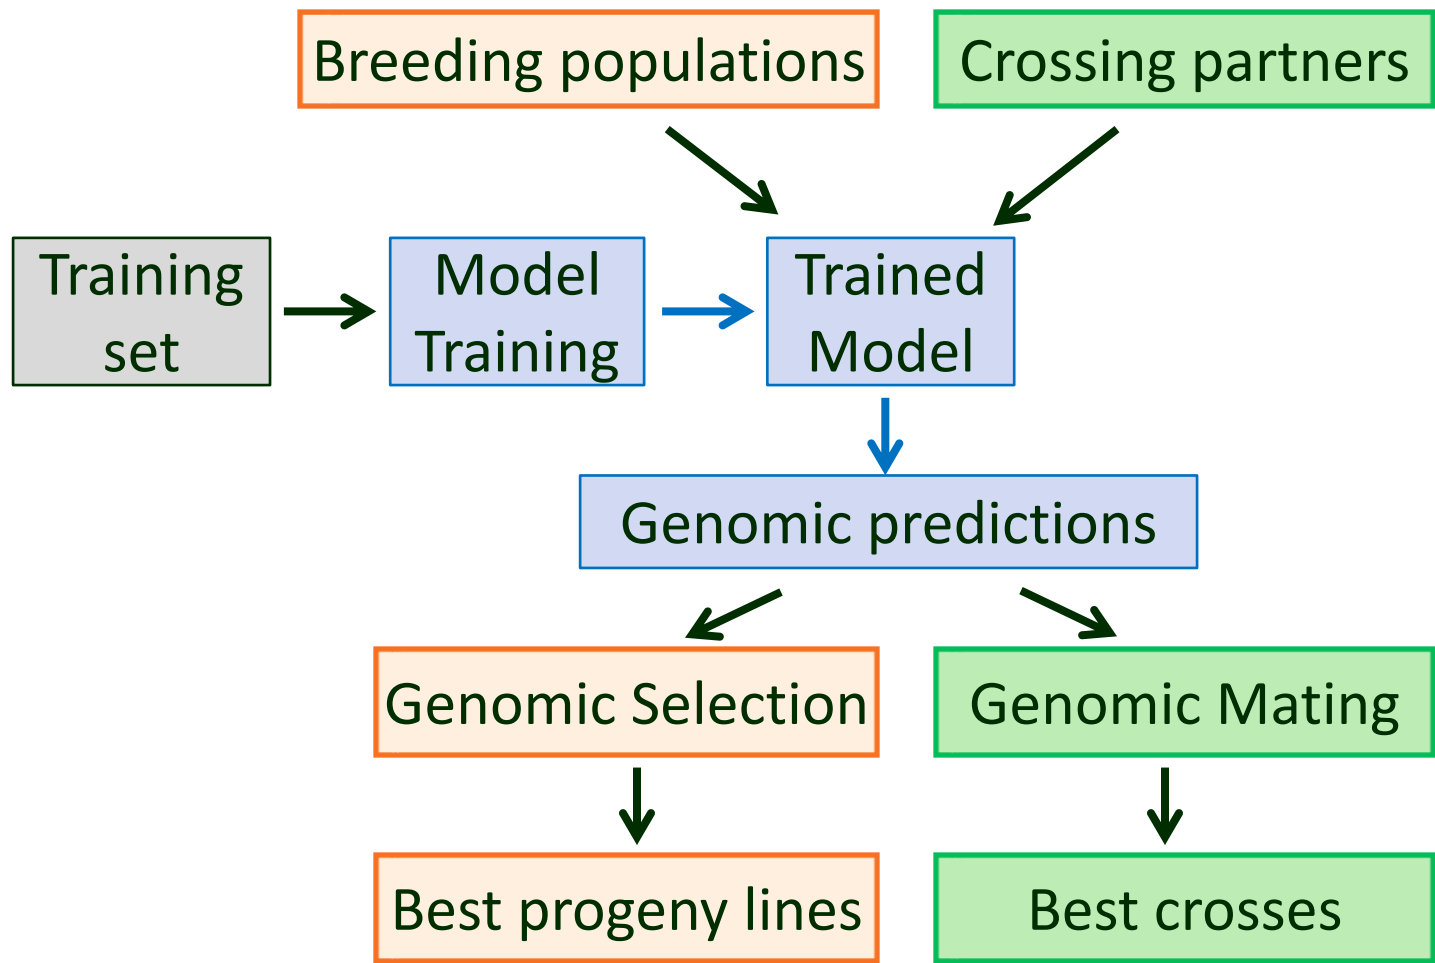 Breeding populations
Crossing partners
Training
set
Model
Training
Trained
Model
Genomic predictions
Genomic Selection
Genomic Mating
Best progeny lines
Best crosses